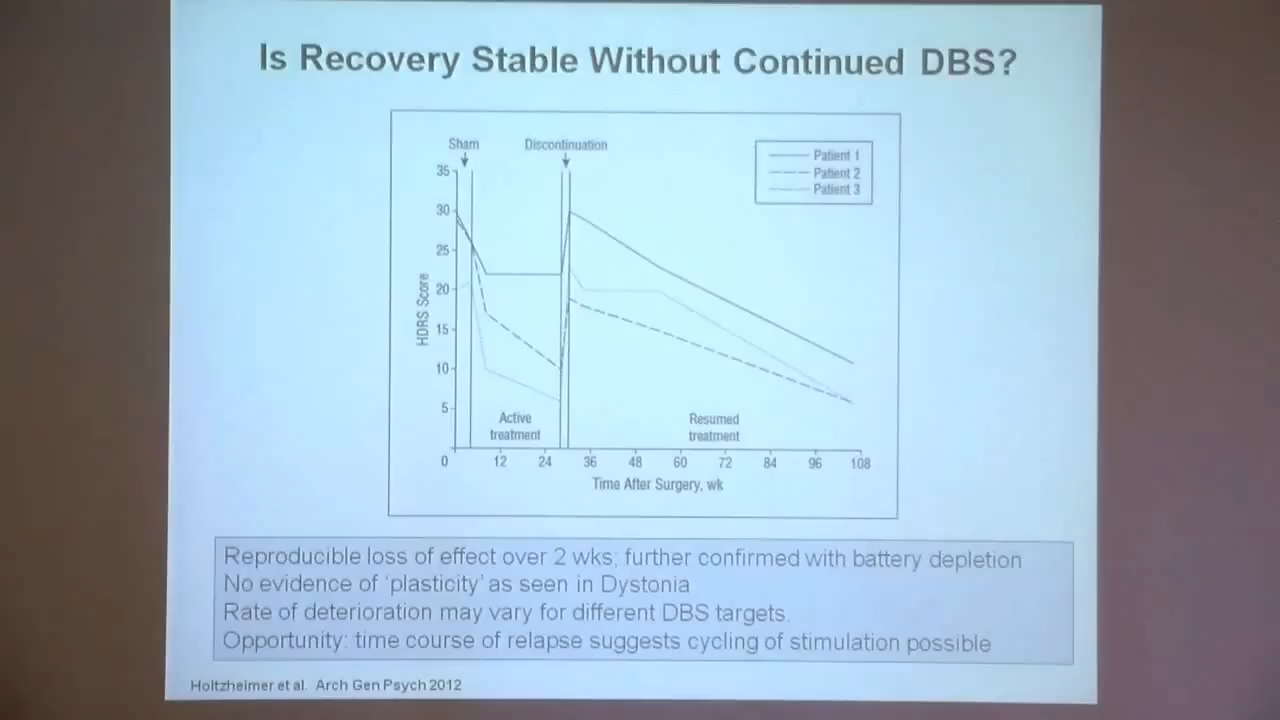 Is Recovery Stable Without Continued DBS?
Sham
Discontinuation
Patient 1
Patient 2
Patient 3
35
30
25
20
15
10
5
HDRS Score
Active
treatment
Resumed
treatment
0 12 24 36 48 60 72 84 96 108
Time After Surgery, wk
Reproducible loss of effect over 2 wks; further confirmed with battery depletion
No evidence of 'plasticity' as seen in Dystonia
Rate of deterioration may vary for different DBS targets.
Opportunity: time course of relapse suggests cycling of stimulation possible
Holtzheimer et al. Arch Gen Psych 2012